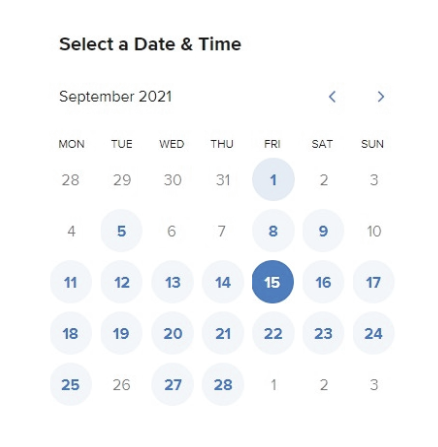 Select a Date & Time
September 2021
MON TUE WED THU FRI SAT SUN
28 29 30 31 1 2 3
4 5 6 7 8 9 10
11 12 13 14 15 16 17
18 19 20 21 22 23 24
25 26 27 28 1 2 3